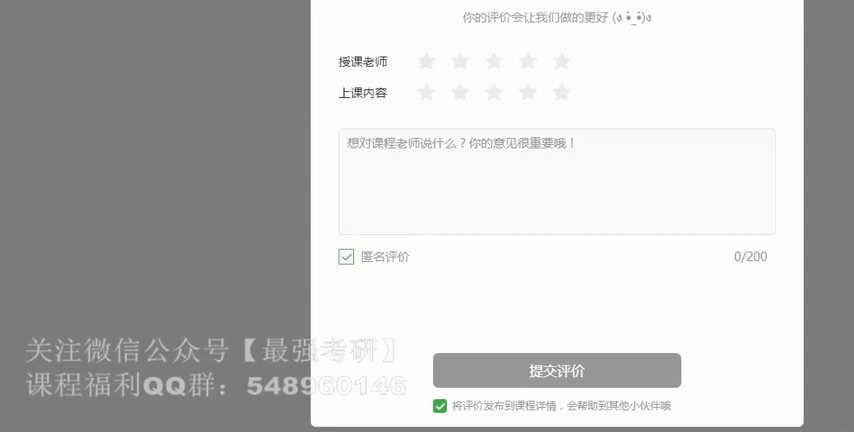 你的评价会让我们做的更好 (ง •̀_•́)ง
授课老师
上课内容
想对课程老师说什么？你的意见很重要哦！
匿名评价 0/200
关注微信公众号【最强考研】
课程福利QQ群：548960146
提交评价
将评价发布到课程详情，会帮助到其他小伙伴哦